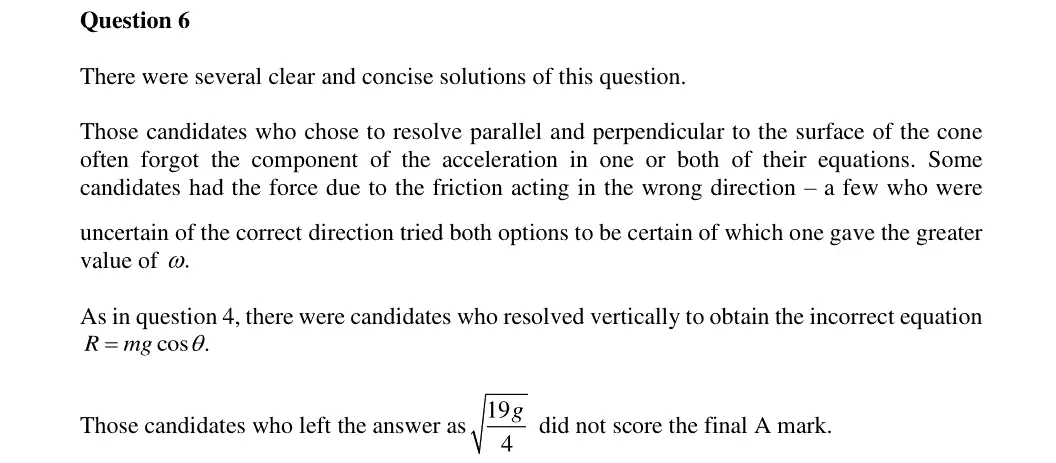 Question 6
There were several clear and concise solutions of this question.
Those candidates who chose to resolve parallel and perpendicular to the surface of the cone
often forgot the component of the acceleration in one or both of their equations. Some
candidates had the force due to the friction acting in the wrong direction – a few who were
uncertain of the correct direction tried both options to be certain of which one gave the greater
value of ω.
As in question 4, there were candidates who resolved vertically to obtain the incorrect equation
R = mg cos θ.
Those candidates who left the answer as √(19g/4) did not score the final A mark.